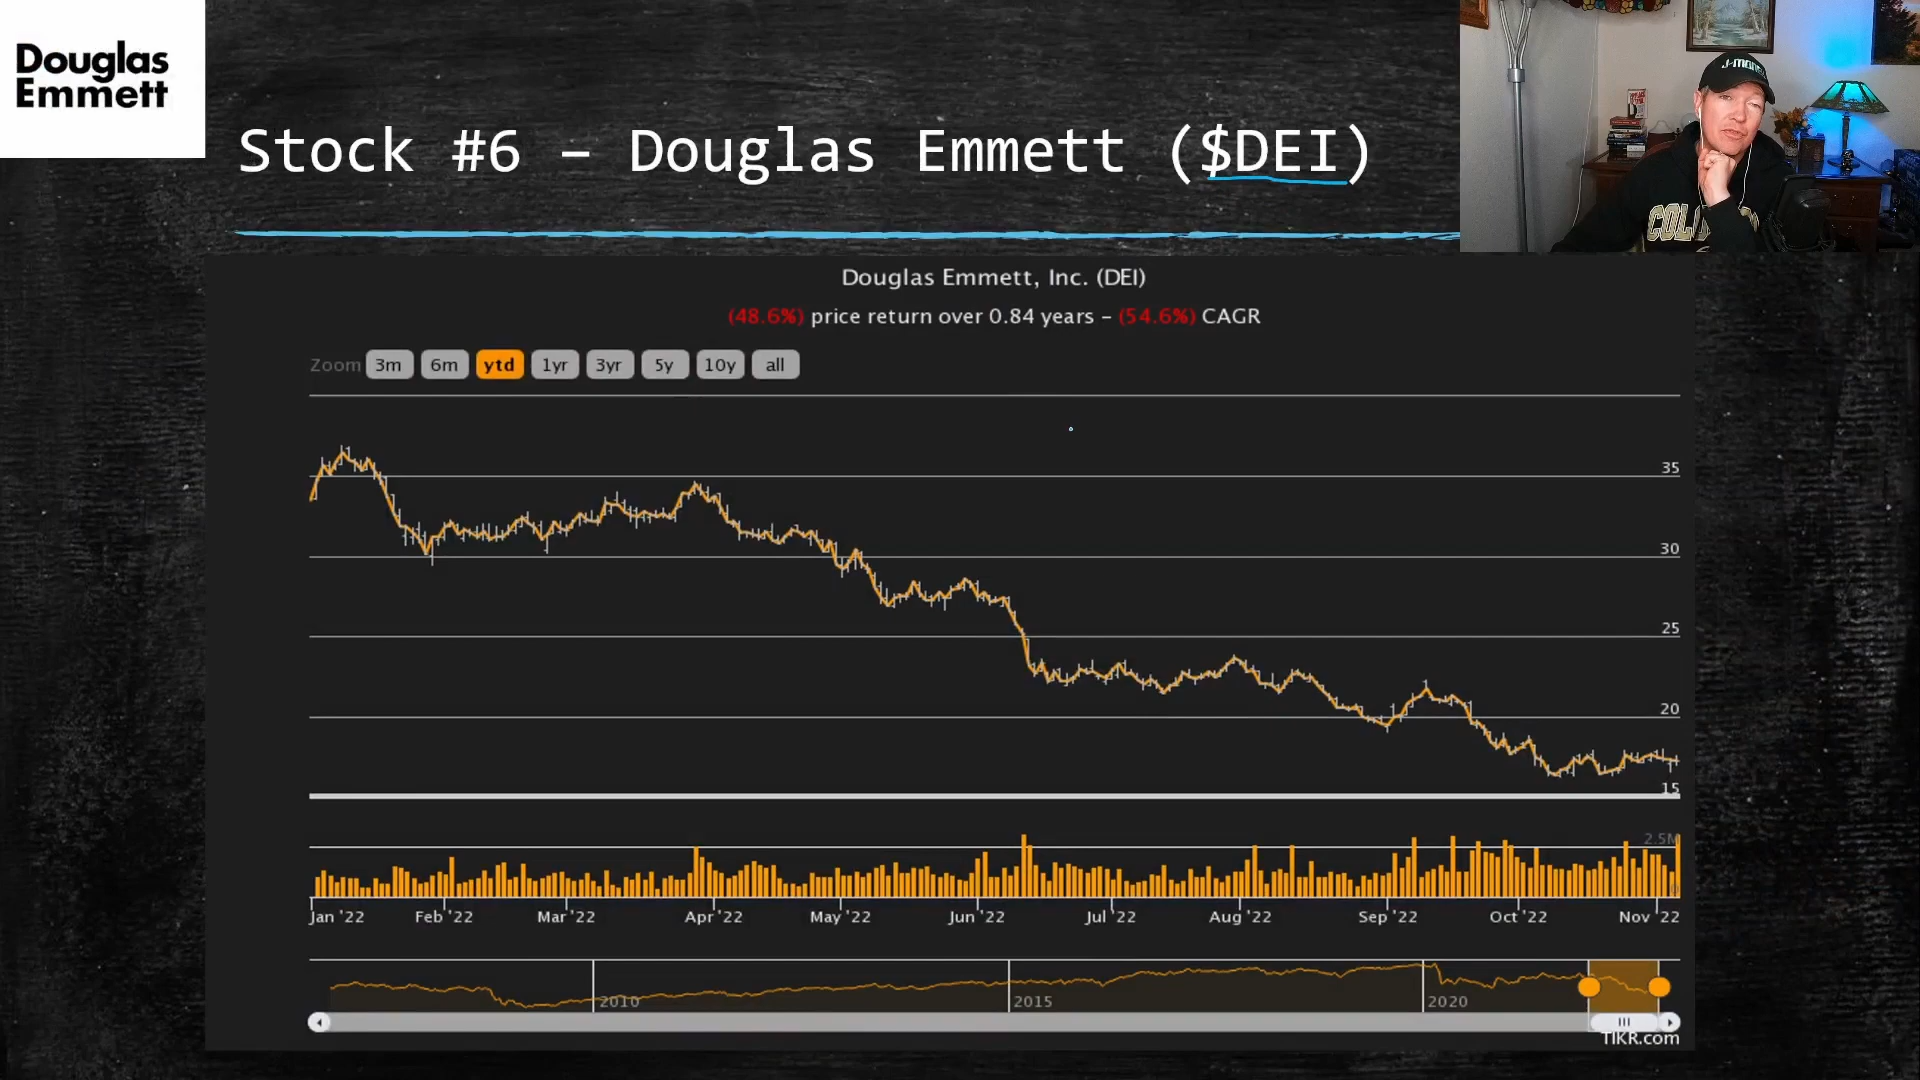 Douglas
Emmett
Stock #6 – Douglas Emmett ($DEI)
Douglas Emmett, Inc. (DEI)
(48.6%) price return over 0.84 years – (54.6%) CAGR
Zoom 3m 6m ytd 1yr 3yr 5y 10y all
35
30
25
20
15
2.5M
0
Jan '22 Feb '22 Mar '22 Apr '22 May '22 Jun '22 Jul '22 Aug '22 Sep '22 Oct '22 Nov '22
2010 2015 2020
TIKR.com